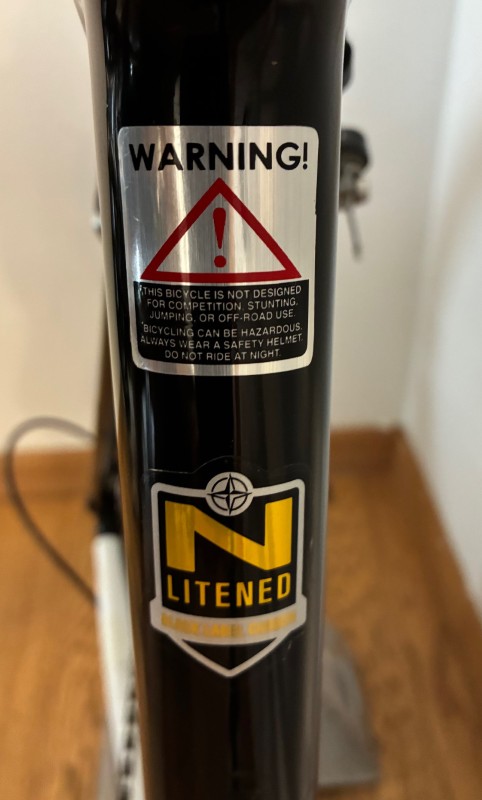 WARNING!
!
THIS BICYCLE IS NOT DESIGNED
FOR COMPETITION, STUNTING,
JUMPING, OR OFF-ROAD USE.
BICYCLING CAN BE HAZARDOUS.
ALWAYS WEAR A SAFETY HELMET.
DO NOT RIDE AT NIGHT.
N
LITENED